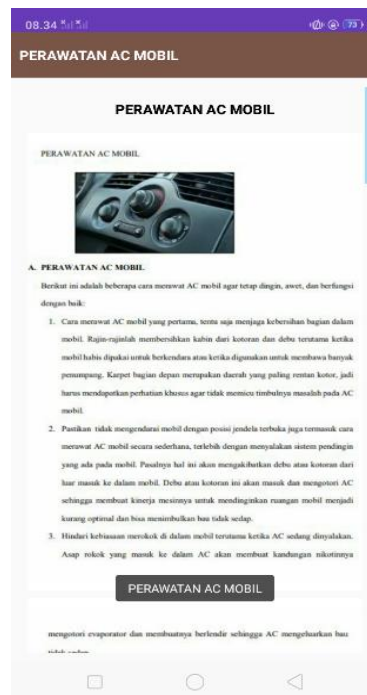 08.34
73
PERAWATAN AC MOBIL
PERAWATAN AC MOBIL
PERAWATAN AC MOBIL
A. PERAWATAN AC MOBIL
Berikut ini adalah beberapa cara merawat AC mobil agar tetap dingin, awet, dan berfungsi
dengan baik:
1. Cara merawat AC mobil yang pertama, tentu saja menjaga kebersihan bagian dalam
mobil. Rajin-rajinlah membersihkan kabin dari kotoran dan debu terutama ketika
mobil habis dipakai untuk berkendara atau ketika digunakan untuk membawa banyak
penumpang. Karpet bagian depan merupakan daerah yang paling rentan kotor, jadi
harus mendapatkan perhatian khusus agar tidak memicu timbulnya masalah pada AC
mobil.
2. Pastikan tidak mengendarai mobil dengan posisi jendela terbuka juga termasuk cara
merawat AC mobil secara sederhana, terlebih dengan menyalakan sistem pendingin
yang ada pada mobil. Pasalnya hal ini akan mengakibatkan debu atau kotoran dari
luar masuk ke dalam mobil. Debu atau kotoran ini akan masuk dan mengotori AC
sehingga membuat kinerja mesinnya untuk mendinginkan ruangan mobil menjadi
kurang optimal dan bisa menimbulkan bau tidak sedap.
3. Hindari kebiasaan merokok di dalam mobil terutama ketika AC sedang dinyalakan.
Asap rokok yang masuk ke dalam AC akan membuat kandungan nikotinnya
PERAWATAN AC MOBIL
mengotori evaporator dan membuatnya berlendir sehingga AC mengeluarkan bau